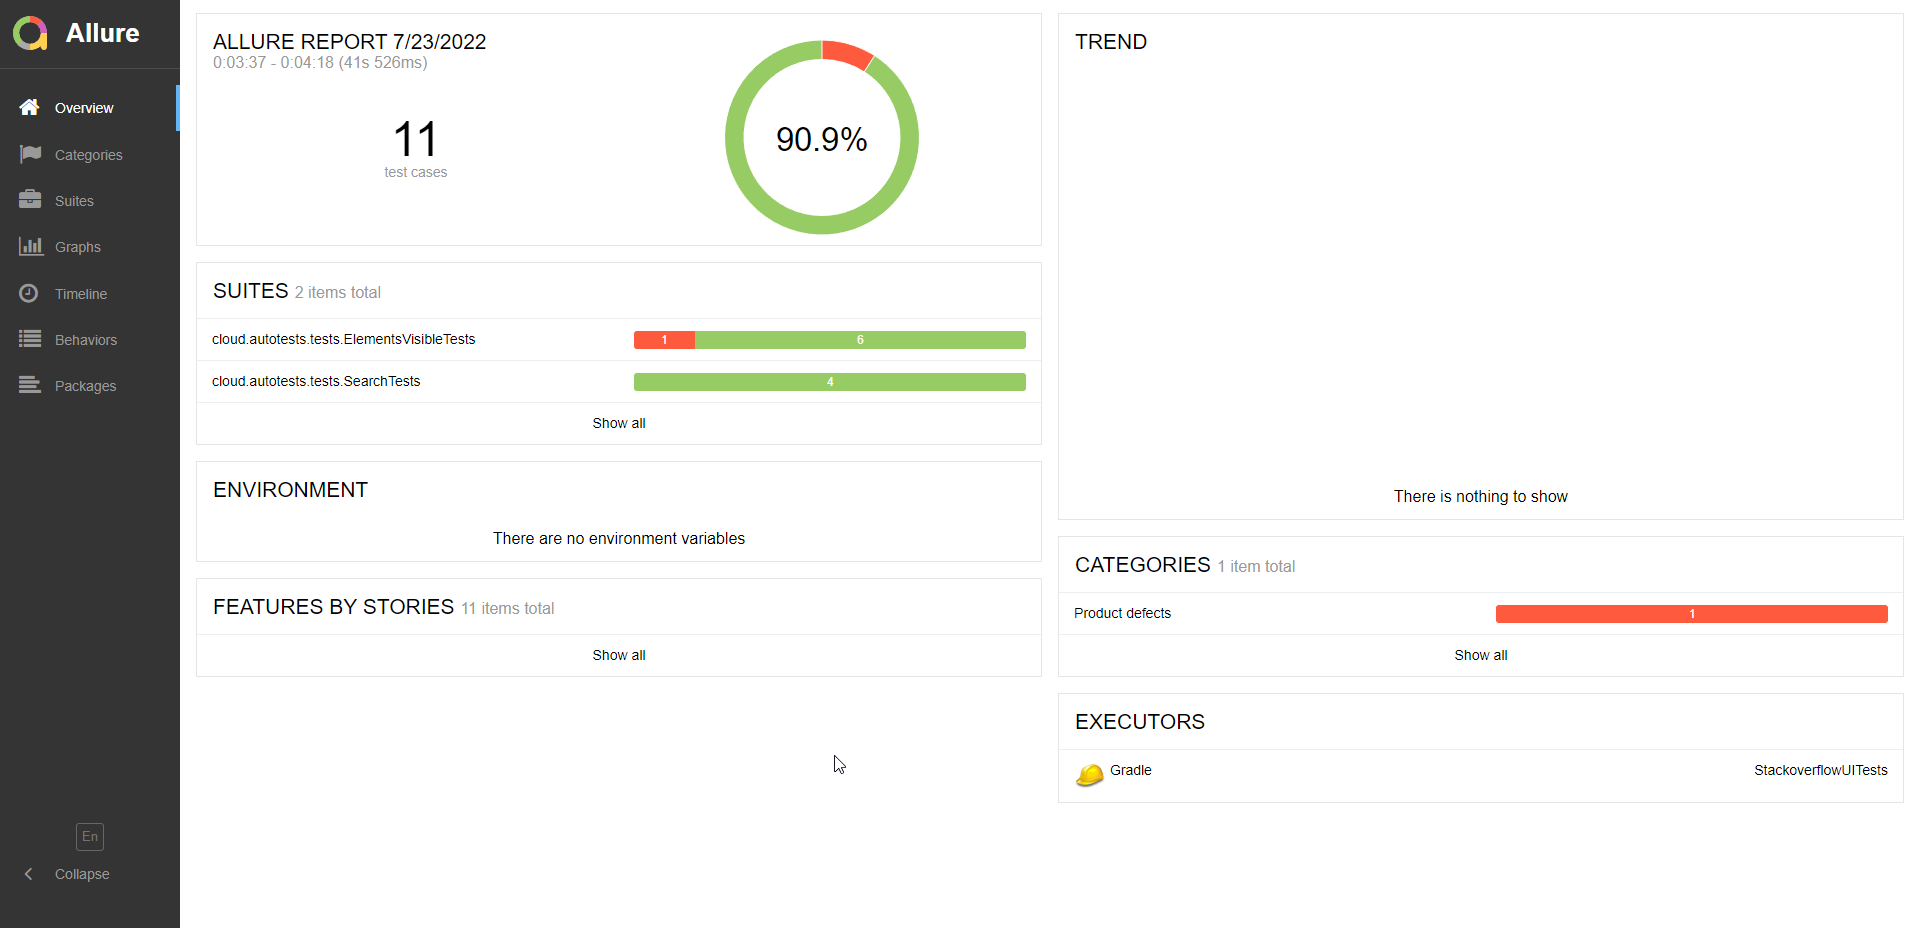 Allure
Overview
Categories
Suites
Graphs
Timeline
Behaviors
Packages
En
Collapse
ALLURE REPORT 7/23/2022
0:03:37 - 0:04:18 (41s 526ms)
11
test cases
90.9%
SUITES 2 items total
cloud.autotests.tests.ElementsVisibleTests 1 6
cloud.autotests.tests.SearchTests 4
Show all
ENVIRONMENT
There are no environment variables
FEATURES BY STORIES 11 items total
Show all
TREND
There is nothing to show
CATEGORIES 1 item total
Product defects 1
Show all
EXECUTORS
Gradle StackoverflowUITests